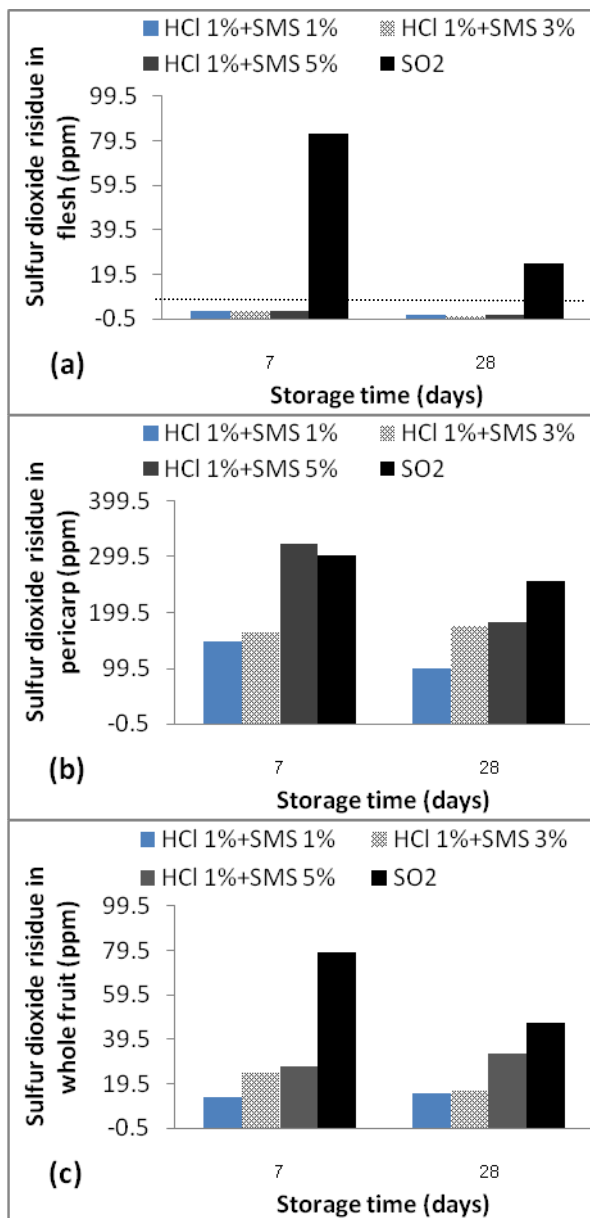 HCl 1%+SMS 1% HCl 1%+SMS 3%
HCl 1%+SMS 5% SO2
Sulfur dioxide risidue in
flesh (ppm)
99.5
79.5
59.5
39.5
19.5
-0.5
7 28
(a)
Storage time (days)
HCl 1%+SMS 1% HCl 1%+SMS 3%
HCl 1%+SMS 5% SO2
Sulfur dioxide risidue in
pericarp (ppm)
399.5
299.5
199.5
99.5
-0.5
7 28
(b)
Storage time (days)
HCl 1%+SMS 1% HCl 1%+SMS 3%
HCl 1%+SMS 5% SO2
Sulfur dioxide risidue in
whole fruit (ppm)
99.5
79.5
59.5
39.5
19.5
-0.5
7 28
(c)
Storage time (days)